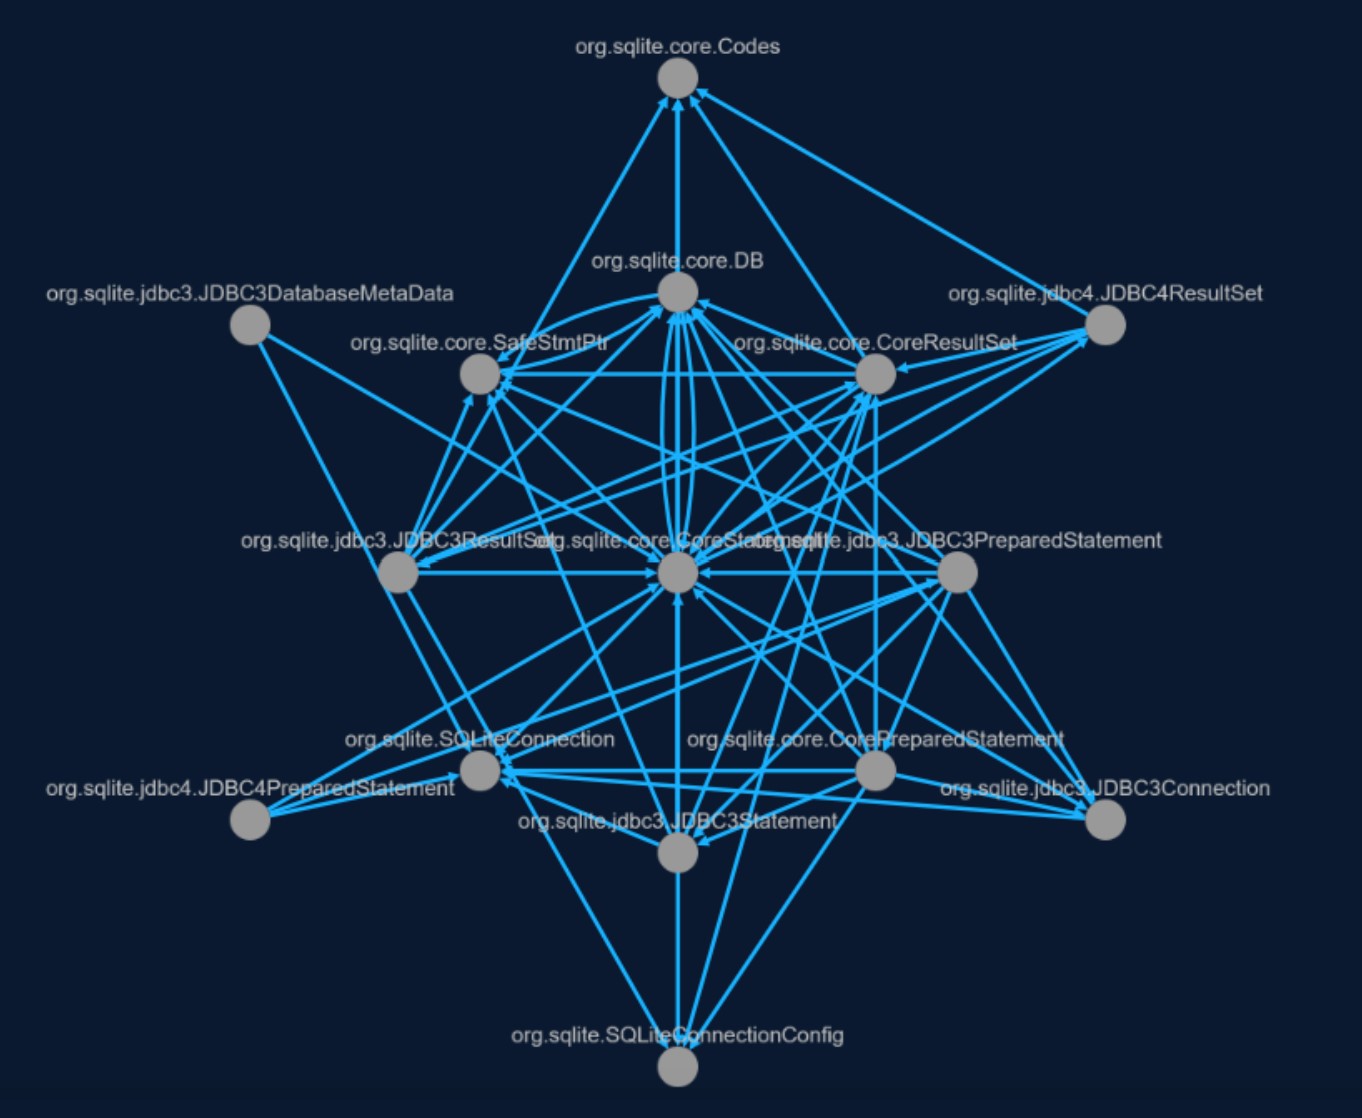 org.sqlite.core.Codes
org.sqlite.core.DB
org.sqlite.jdbc3.JDBC3DatabaseMetaData
org.sqlite.jdbc4.JDBC4ResultSet
org.sqlite.core.SafeStmtPtr
org.sqlite.core.CoreResultSet
org.sqlite.jdbc3.JDBC3ResultSet
org.sqlite.core.CoreStatement
org.sqlite.jdbc3.JDBC3PreparedStatement
org.sqlite.SQLiteConnection
org.sqlite.core.CorePreparedStatement
org.sqlite.jdbc4.JDBC4PreparedStatement
org.sqlite.jdbc3.JDBC3Connection
org.sqlite.jdbc3.JDBC3Statement
org.sqlite.SQLiteConnectionConfig